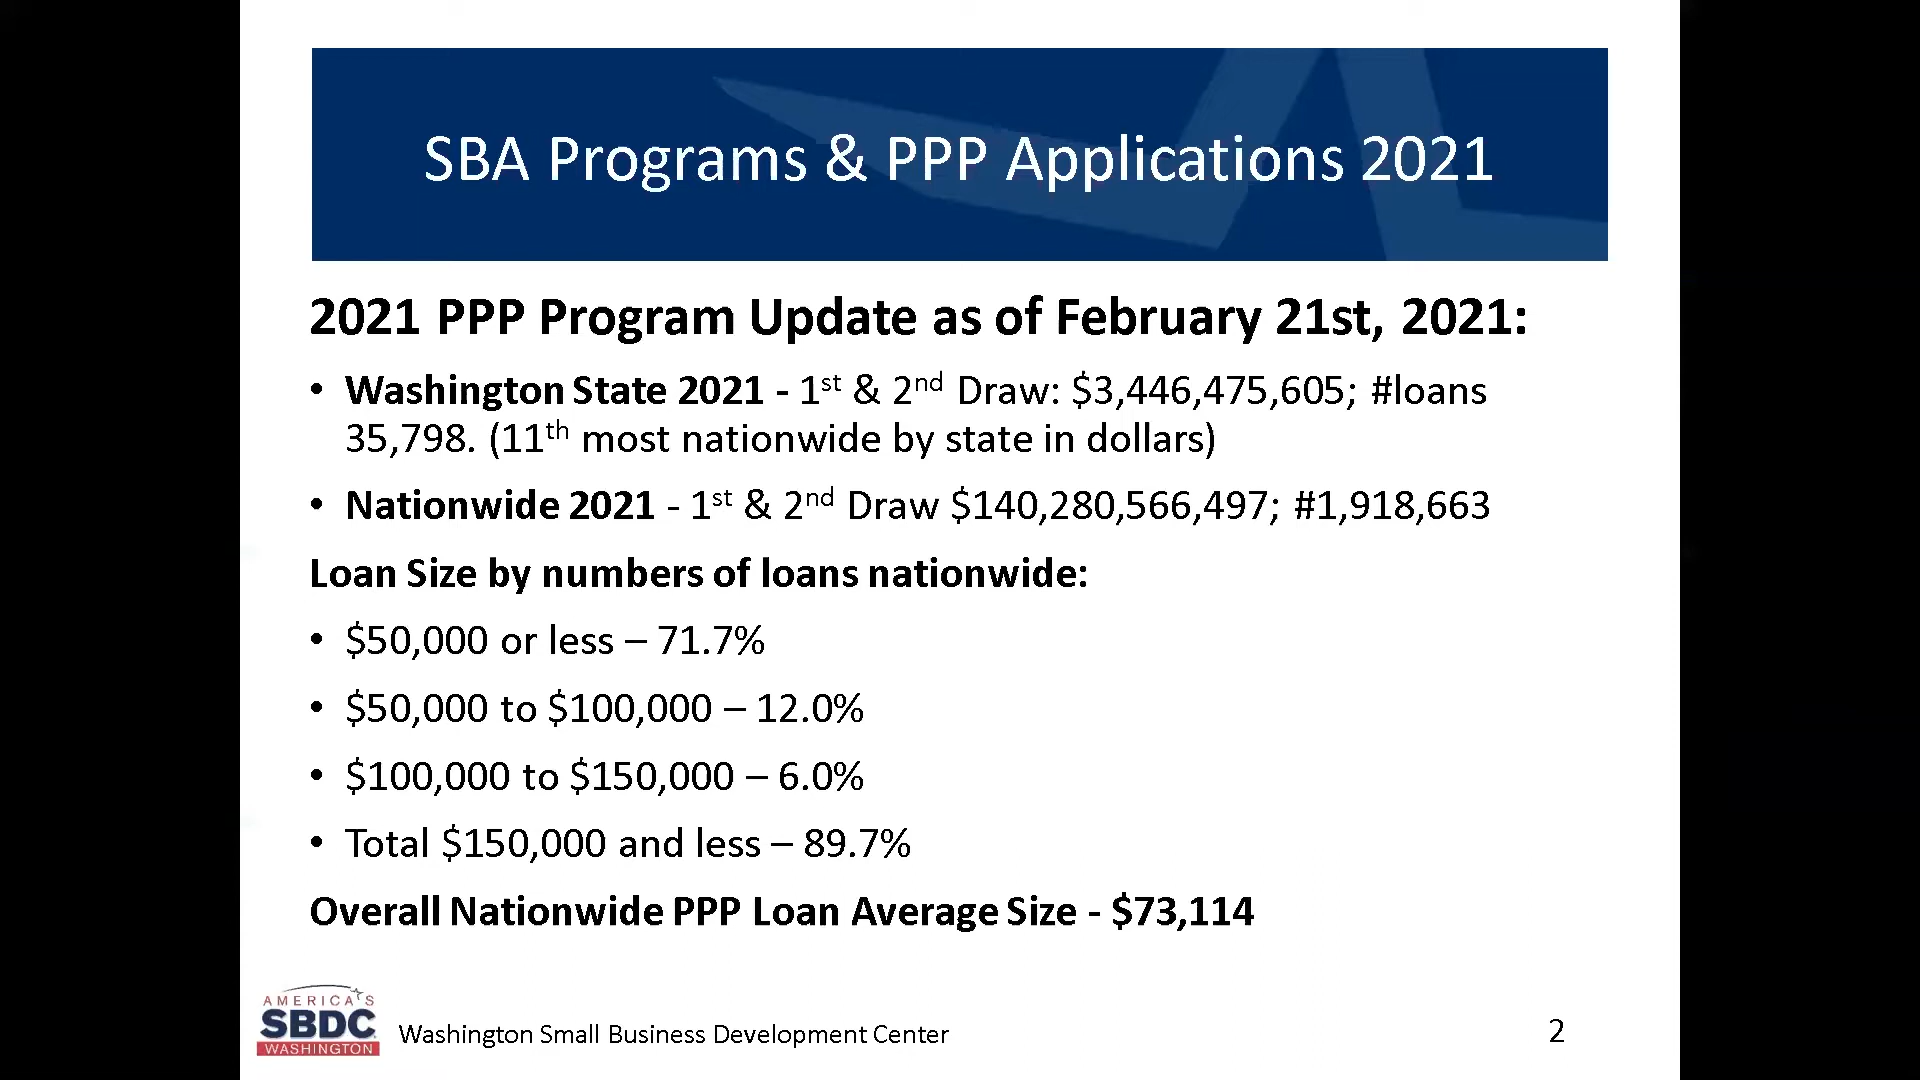 SBA Programs & PPP Applications 2021
2021 PPP Program Update as of February 21st, 2021:
• Washington State 2021 - 1st & 2nd Draw: $3,446,475,605; #loans
35,798. (11th most nationwide by state in dollars)
• Nationwide 2021 - 1st & 2nd Draw $140,280,566,497; #1,918,663
Loan Size by numbers of loans nationwide:
• $50,000 or less – 71.7%
• $50,000 to $100,000 – 12.0%
• $100,000 to $150,000 – 6.0%
• Total $150,000 and less – 89.7%
Overall Nationwide PPP Loan Average Size - $73,114
AMERICA'S
SBDC
WASHINGTON
Washington Small Business Development Center
2